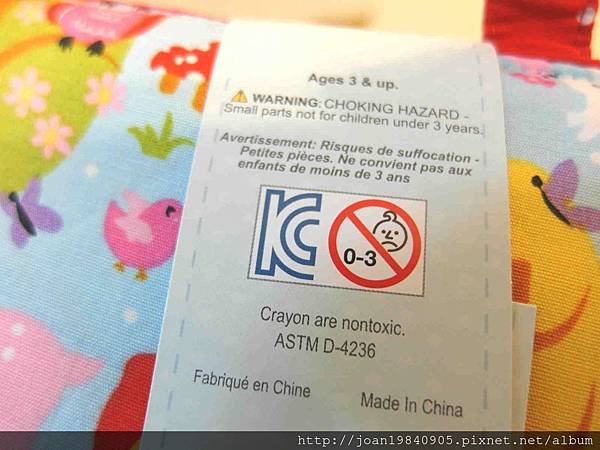 Ages 3 & up.
WARNING: CHOKING HAZARD -
Small parts not for children under 3 years.
Avertissement: Risques de suffocation -
Petites pièces. Ne convient pas aux
enfants de moins de 3 ans
KC
0-3
Crayon are nontoxic.
ASTM D-4236
Fabriqué en Chine
Made In China
http://joan19840905.pixnet.net/album